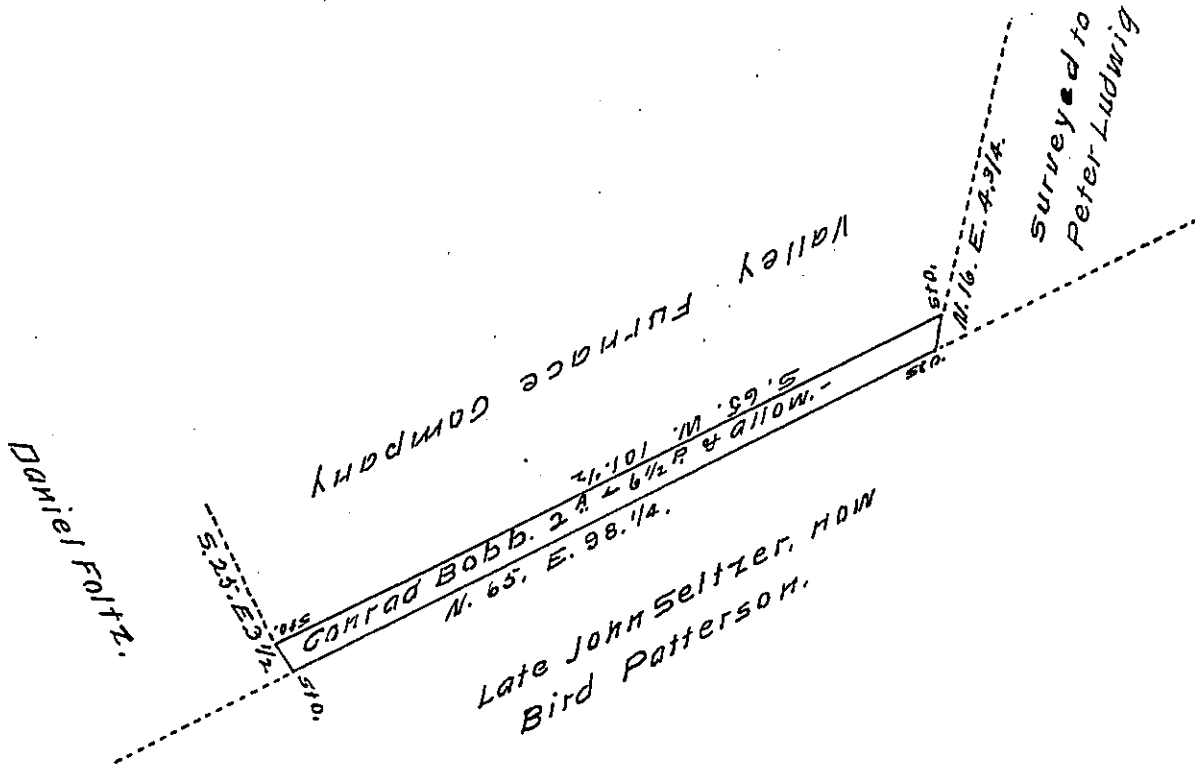 Daniel Foltz.
S. 25. E 3 1/2
Sto.
Sto.
Valley Furnace Company
S. 65. W. 101. 1/2
Conrad Bobb. 2 A ~ 6 1/2 P. & allow. -
N. 65. E. 98. 1/4.
Late John Seltzer, now
Bird Patterson.
Sto.
Sto.
N. 16. E. 4. 3/4.
Surveyed to
Peter Ludwig